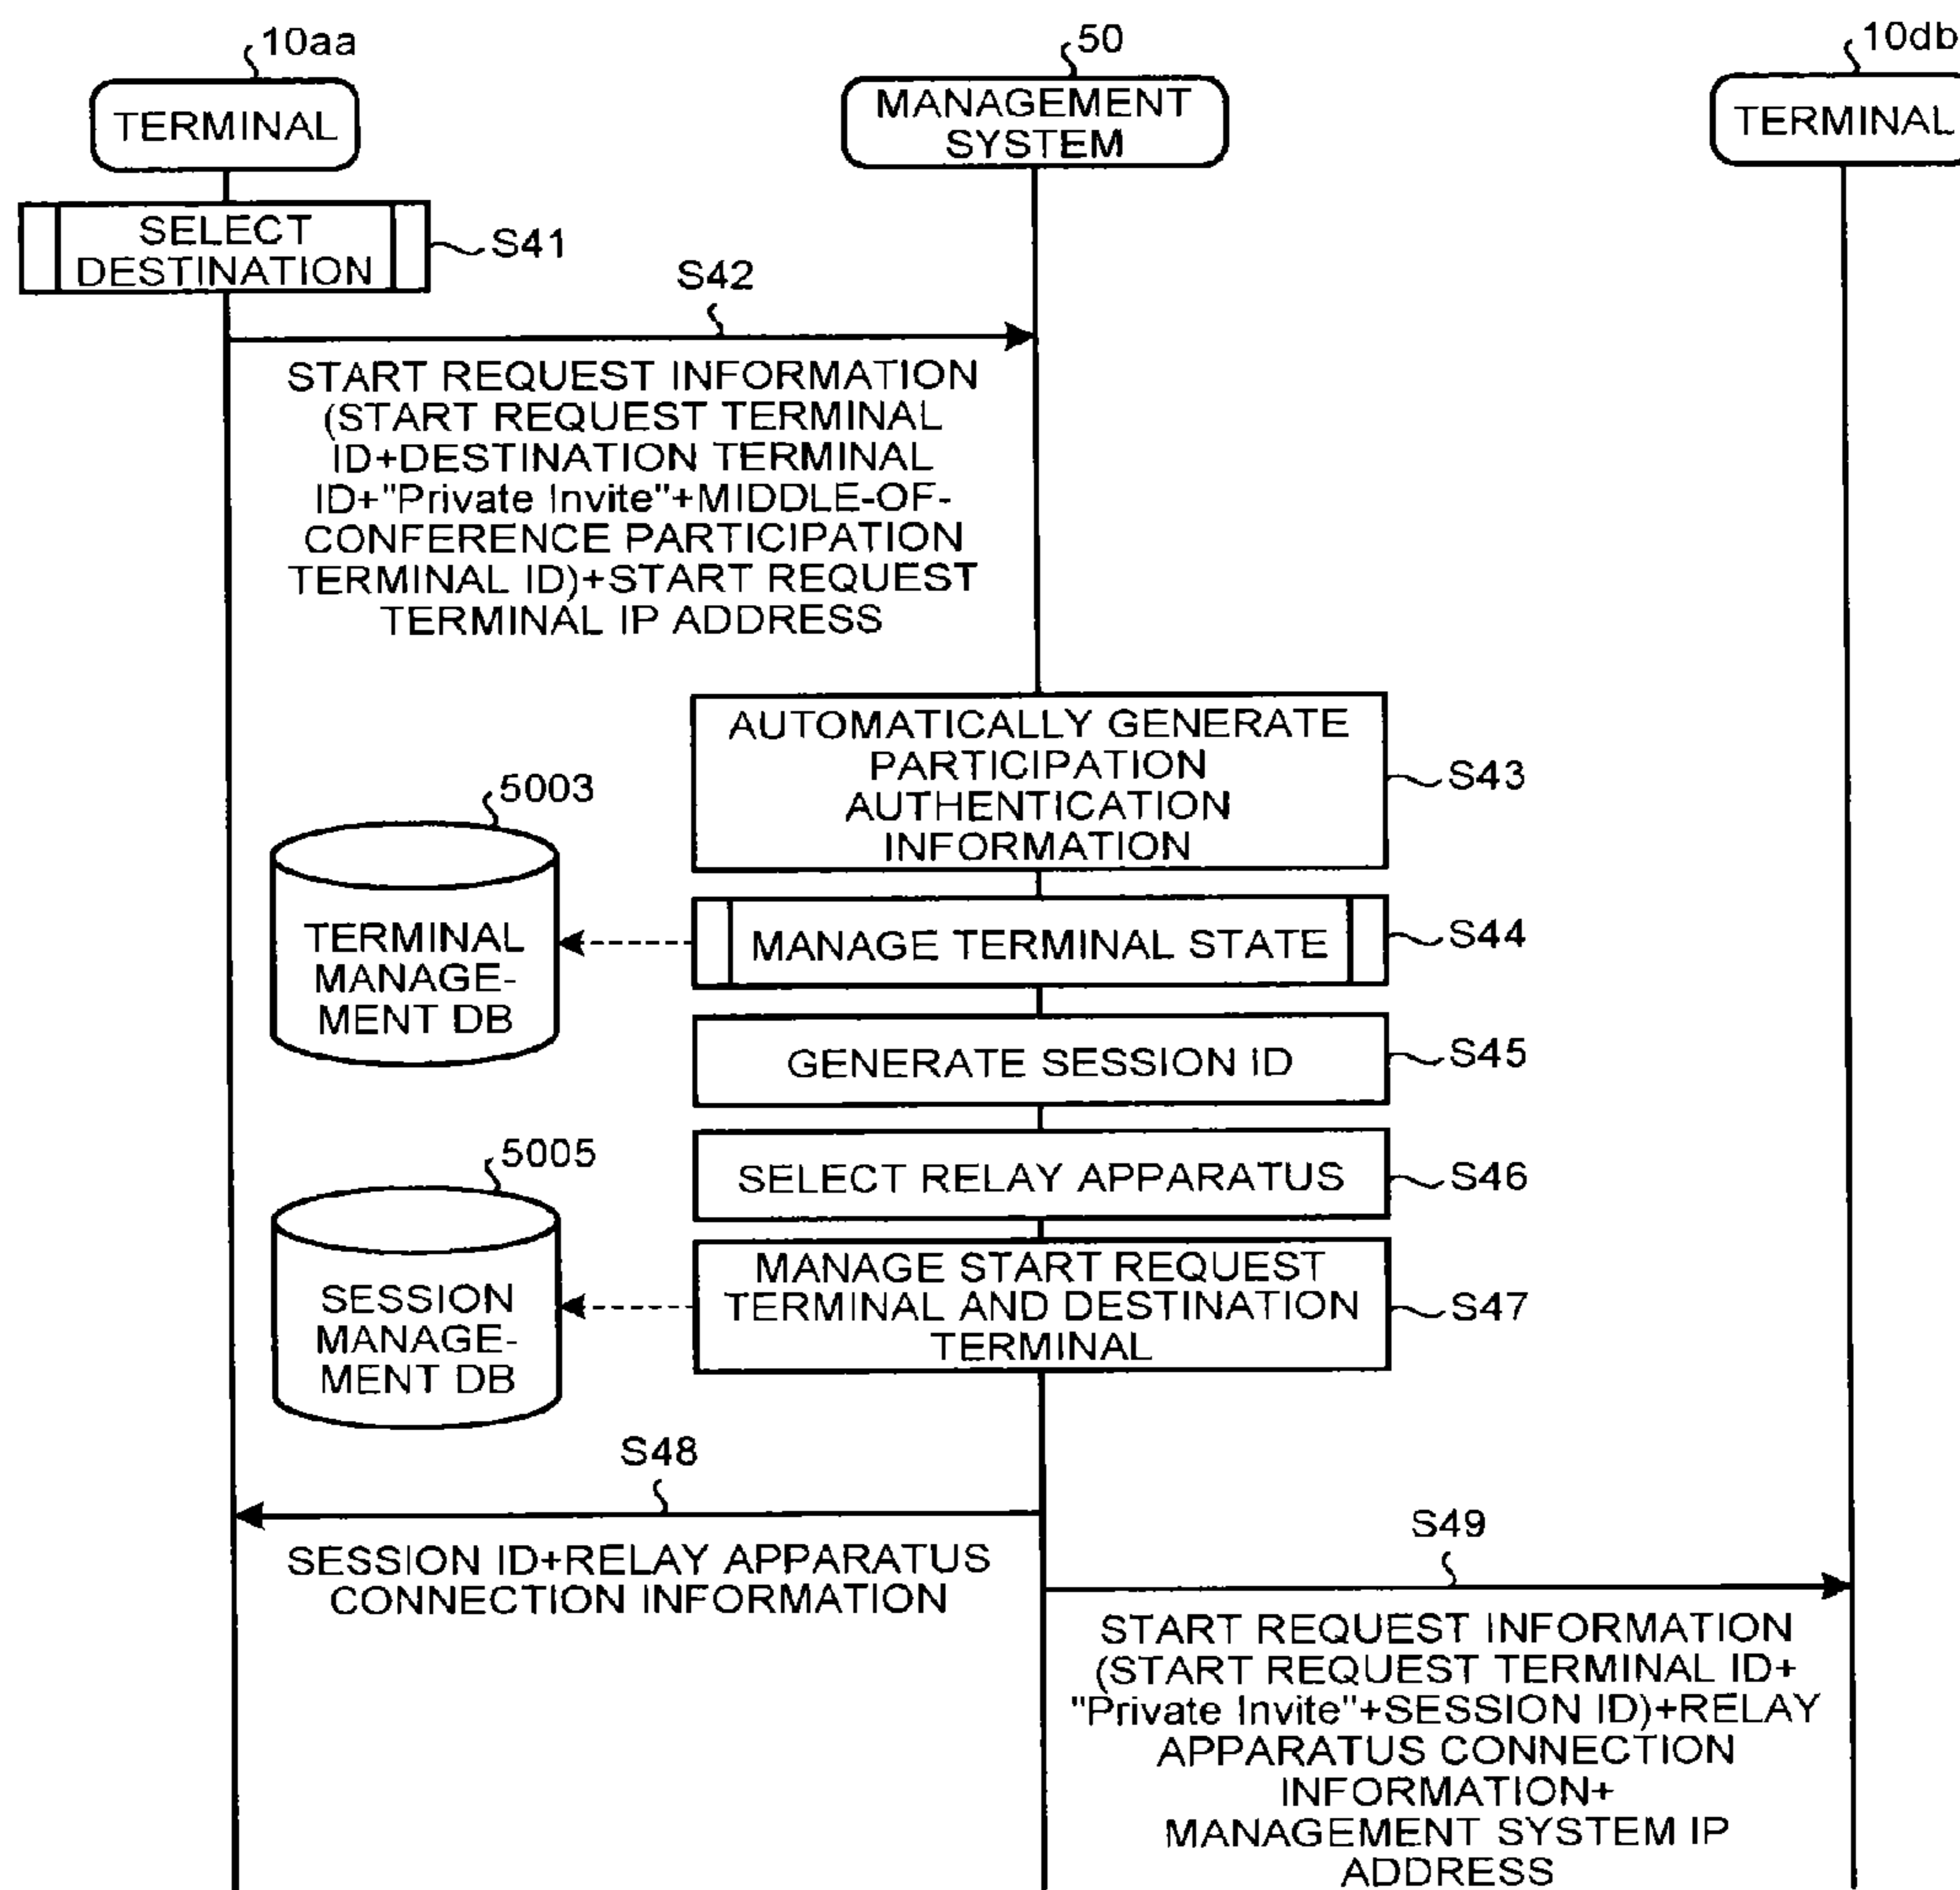 10aa
50
10db
TERMINAL
MANAGEMENT
SYSTEM
TERMINAL
SELECT
DESTINATION
S41
S42
START REQUEST INFORMATION
(START REQUEST TERMINAL
ID+DESTINATION TERMINAL
ID+"Private Invite"+MIDDLE-OF-
CONFERENCE PARTICIPATION
TERMINAL ID)+START REQUEST
TERMINAL IP ADDRESS
AUTOMATICALLY GENERATE
PARTICIPATION
AUTHENTICATION
INFORMATION
S43
5003
TERMINAL
MANAGE-
MENT DB
MANAGE TERMINAL STATE
S44
GENERATE SESSION ID
S45
SELECT RELAY APPARATUS
S46
5005
SESSION
MANAGE-
MENT DB
MANAGE START REQUEST
TERMINAL AND DESTINATION
TERMINAL
S47
S48
SESSION ID+RELAY APPARATUS
CONNECTION INFORMATION
S49
START REQUEST INFORMATION
(START REQUEST TERMINAL ID+
"Private Invite"+SESSION ID)+RELAY
APPARATUS CONNECTION
INFORMATION+
MANAGEMENT SYSTEM IP
ADDRESS